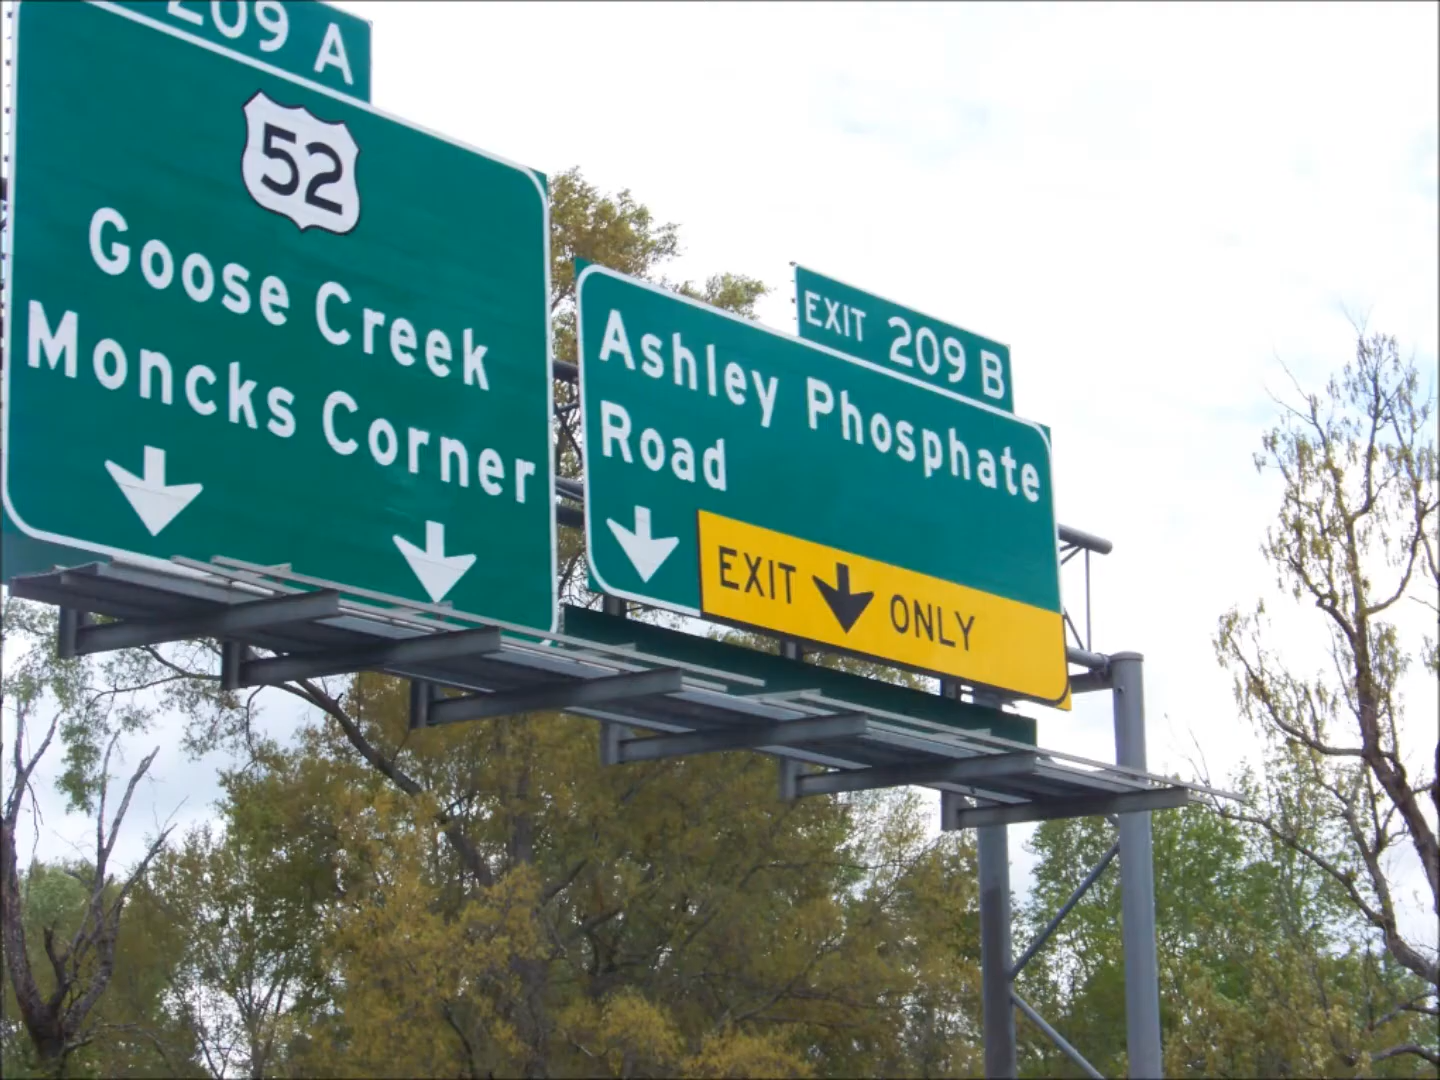 209 A
52
Goose Creek
Moncks Corner
EXIT 209 B
Ashley Phosphate
Road
EXIT ONLY